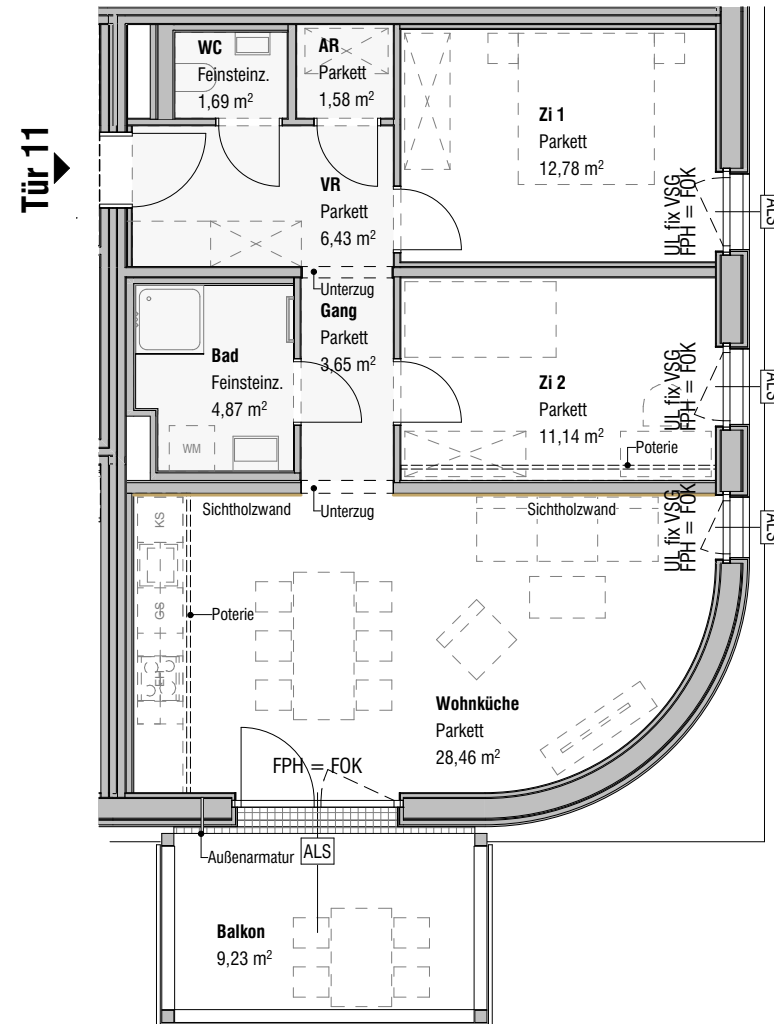 WC
Feinsteinz.
1,69 m²
AR
Parkett
1,58 m²
Zi 1
Parkett
12,78 m²
Tür 11
VR
Parkett
6,43 m²
UL fix VSG
FPH = FOK
ALS
Unterzug
Gang
Parkett
3,65 m²
Bad
Feinsteinz.
4,87 m²
WM
Zi 2
Parkett
11,14 m²
UL fix VSG
FPH = FOK
ALS
Poterie
Sichtholzwand
Unterzug
Sichtholzwand
UL fix VSG
FPH = FOK
ALS
KS
GS
EH
Poterie
Wohnküche
Parkett
28,46 m²
FPH = FOK
Außenarmatur
ALS
Balkon
9,23 m²